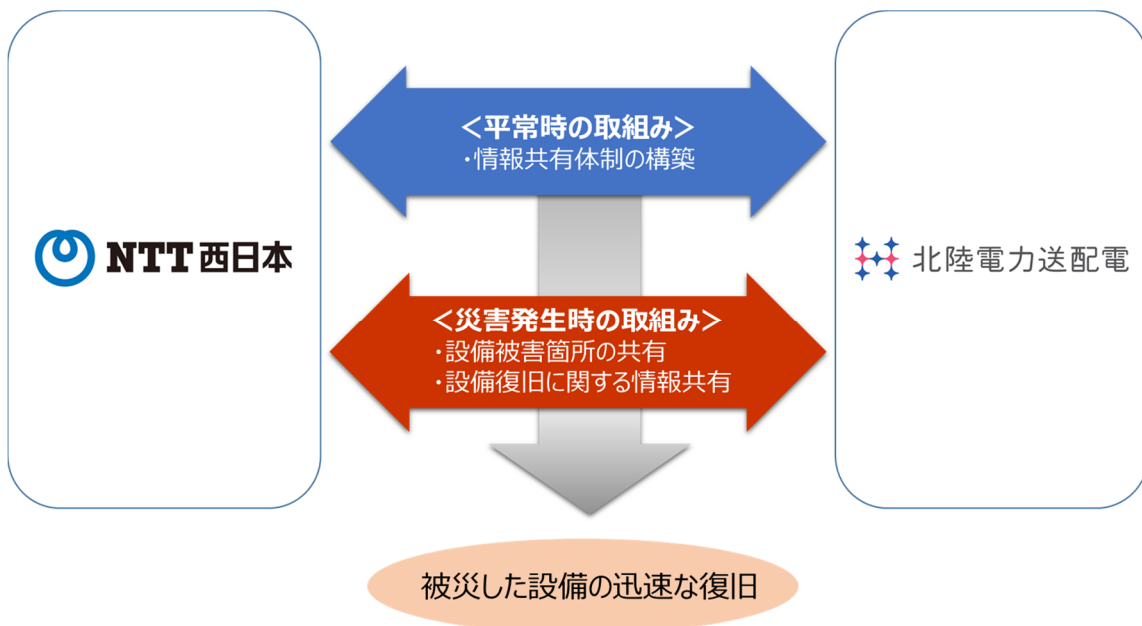 <平常時の取組み>
・情報共有体制の構築
NTT西日本
北陸電力送配電
<災害発生時の取組み>
・設備被害箇所の共有
・設備復旧に関する情報共有
被災した設備の迅速な復旧